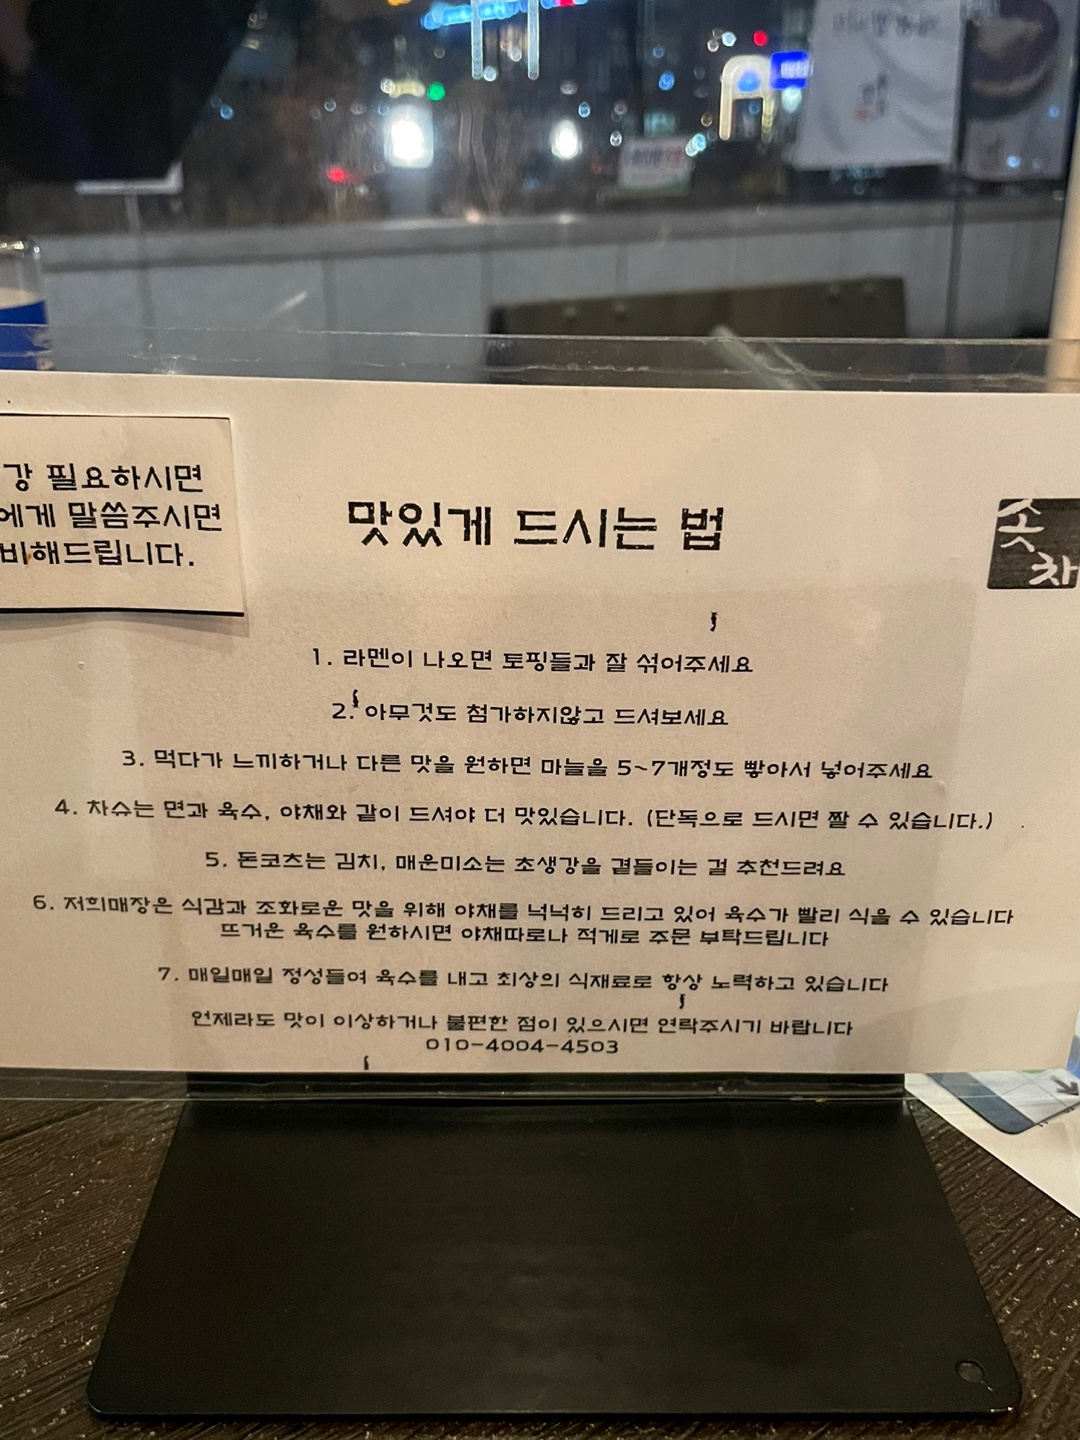 강 필요하시면
에게 말씀주시면
비해드립니다.
맛있게 드시는 법
1. 라멘이 나오면 토핑들과 잘 섞어주세요
2. 아무것도 첨가하지않고 드셔보세요
3. 먹다가 느끼하거나 다른 맛을 원하면 마늘을 5~7개정도 빻아서 넣어주세요
4. 차슈는 면과 육수, 야채와 같이 드셔야 더 맛있습니다. (단독으로 드시면 짤 수 있습니다.)
5. 돈코츠는 김치, 매운미소는 초생강을 곁들이는 걸 추천드려요
6. 저희매장은 식감과 조화로운 맛을 위해 야채를 넉넉히 드리고 있어 육수가 빨리 식을 수 있습니다
뜨거운 육수를 원하시면 야채따로나 적게로 주문 부탁드립니다
7. 매일매일 정성들여 육수를 내고 최상의 식재료로 항상 노력하고 있습니다
언제라도 맛이 이상하거나 불편한 점이 있으시면 연락주시기 바랍니다
010-4004-4503